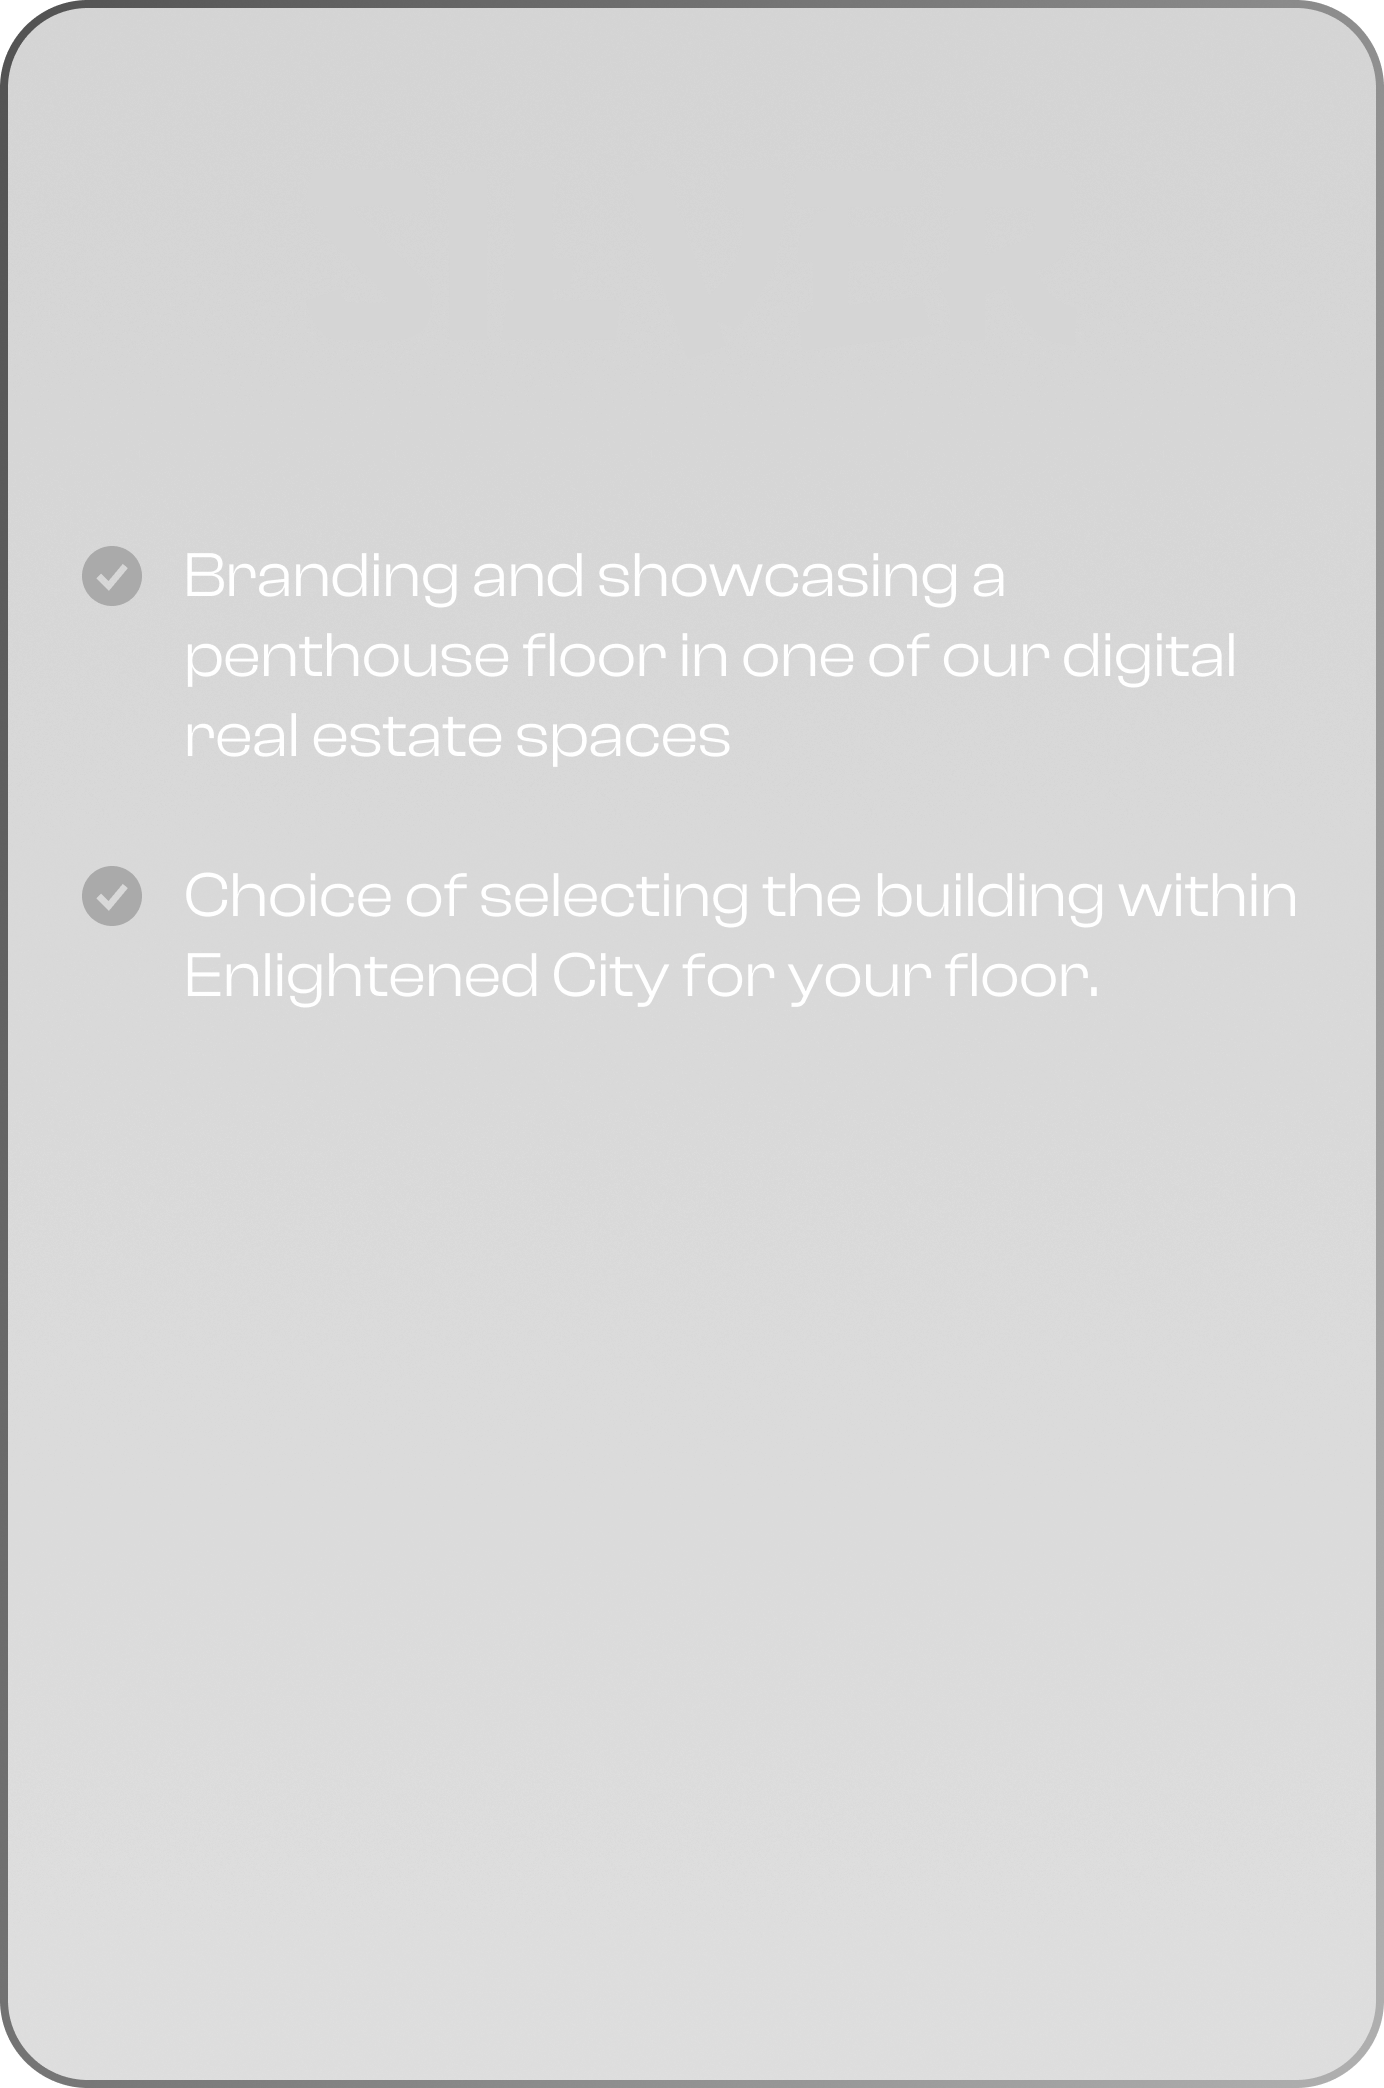 Branding and showcasing a
penthouse floor in one of our digital
real estate spaces
Choice of selecting the building within
Enlightened City for your floor.